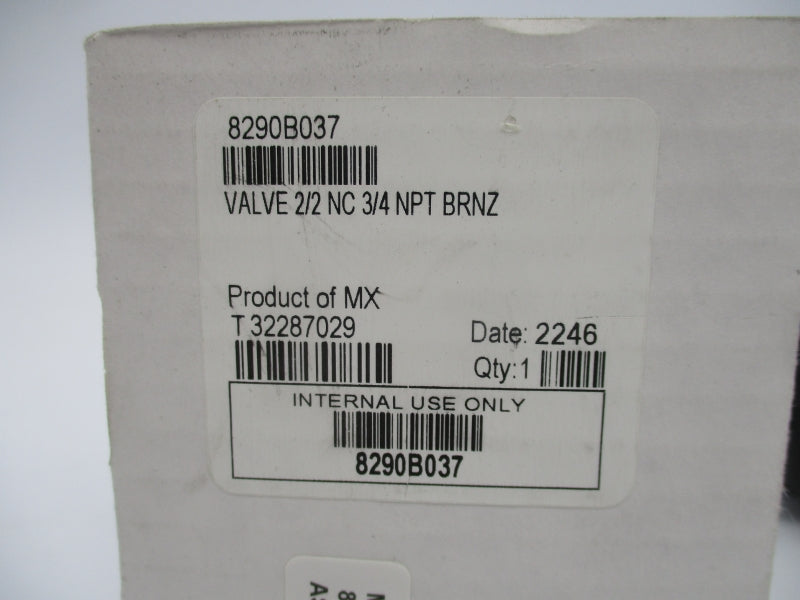 8290B037
VALVE 2/2 NC 3/4 NPT BRNZ
Product of MX
T 32287029
Date: 2246
Qty:1
INTERNAL USE ONLY
8290B037